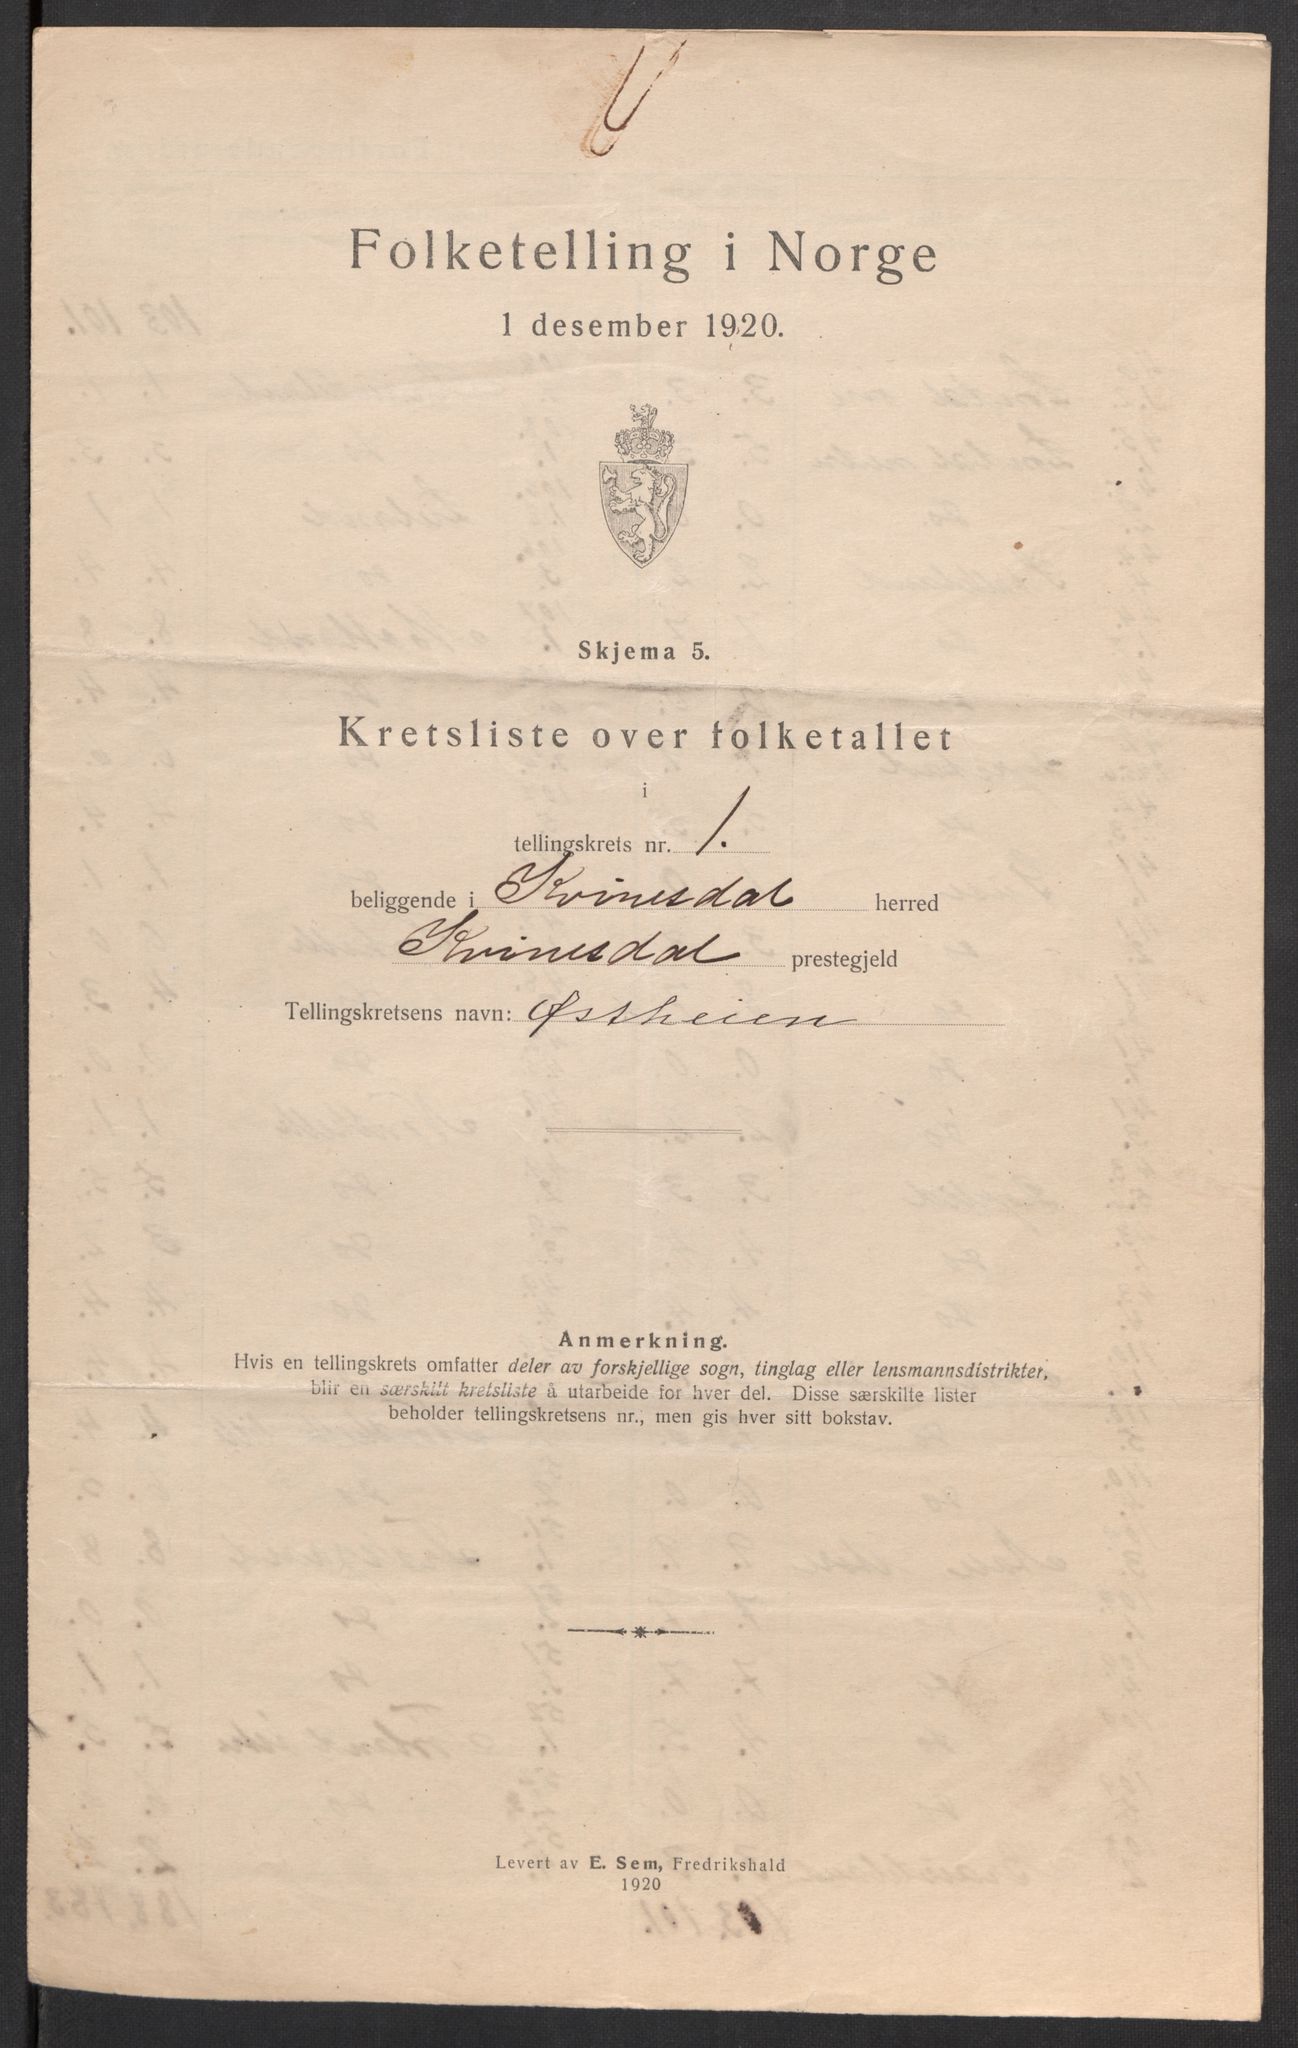 Folketelling i Norge
1 desember 1920.
Skjema 5.
Kretsliste over folketallet
i
tellingskrets nr. 1.
beliggende i Kvinesdal herred
Kvinesdal prestegjeld
Tellingskretsens navn: Østheien
Anmerkning.
Hvis en tellingskrets omfatter deler av forskjellige sogn, tinglag eller lensmannsdistrikter,
blir en særskilt kretsliste å utarbeide for hver del. Disse særskilte lister
beholder tellingskretsens nr., men gis hver sitt bokstav.
Levert av E. Sem, Fredrikshald
1920